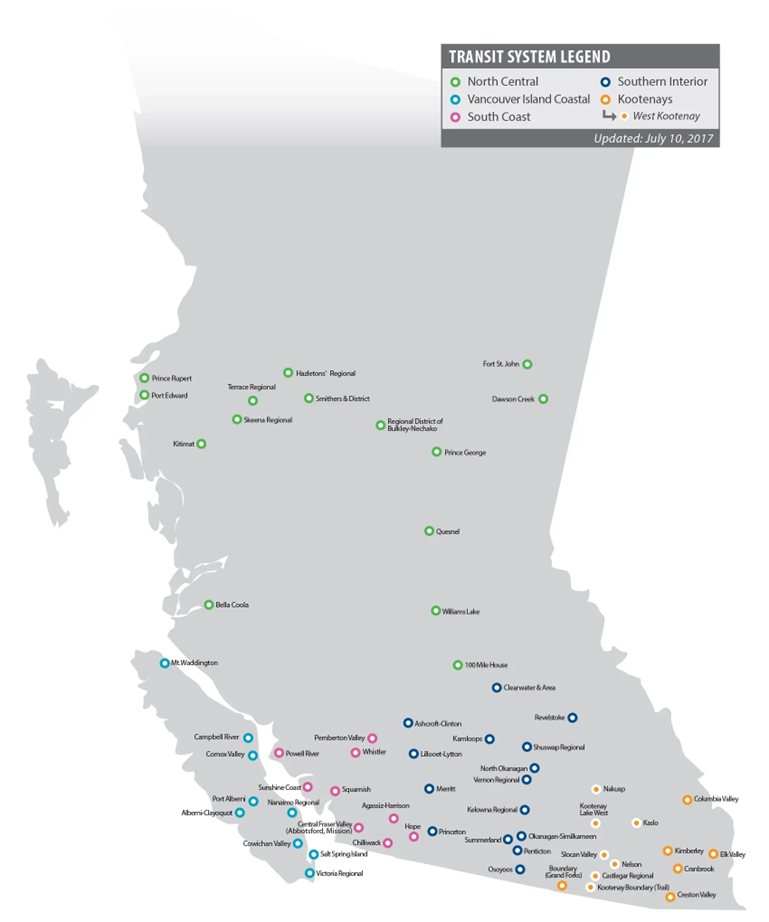 TRANSIT SYSTEM LEGEND
North Central
Southern Interior
Vancouver Island Coastal
Kootenays
South Coast
West Kootenay
Updated: July 10, 2017
Fort St. John
Hazletons' Regional
Prince Rupert
Terrace Regional
Port Edward
Smithers & District
Dawson Creek
Skeena Regional
Regional District of
Bulkley-Nechako
Kitimat
Prince George
Quesnel
Bella Coola
Williams Lake
Mt.Waddington
100 Mile House
Clearwater & Area
Revelstoke
Ashcroft-Clinton
Campbell River
Pemberton Valley
Kamloops
Shuswap Regional
Comox Valley
Powell River
Whistler
Lillooet-Lytton
North Okanagan
Vernon Regional
Sunshine Coast
Squamish
Merritt
Nakusp
Port Alberni
Nanaimo Regional
Agassiz-Harrison
Kootenay
Lake West
Columbia Valley
Alberni-Clayoquot
Kelowna Regional
Central Fraser Valley
(Abbotsford, Mission)
Hope
Princeton
Kaslo
Okanagan-Similkameen
Summerland
Cowichan Valley
Chilliwack
Penticton
Salt Spring Island
Slocan Valley
Kimberley
Elk Valley
Nelson
Osoyoos
Boundary
(Grand Forks)
Cranbrook
Victoria Regional
Castlegar Regional
Kootenay Boundary (Trail)
Creston Valley